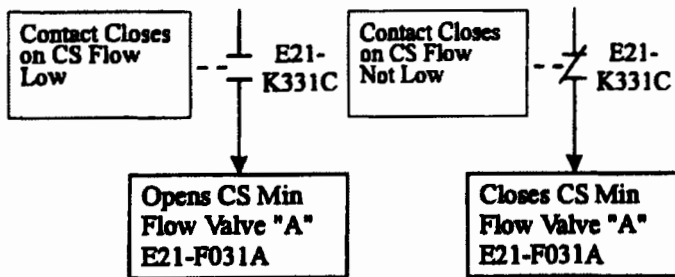 Contact Closes
on CS Flow
Low
E21-
K331C
Contact Closes
on CS Flow
Not Low
E21-
K331C
Opens CS Min
Flow Valve "A"
E21-F031A
Closes CS Min
Flow Valve "A"
E21-F031A